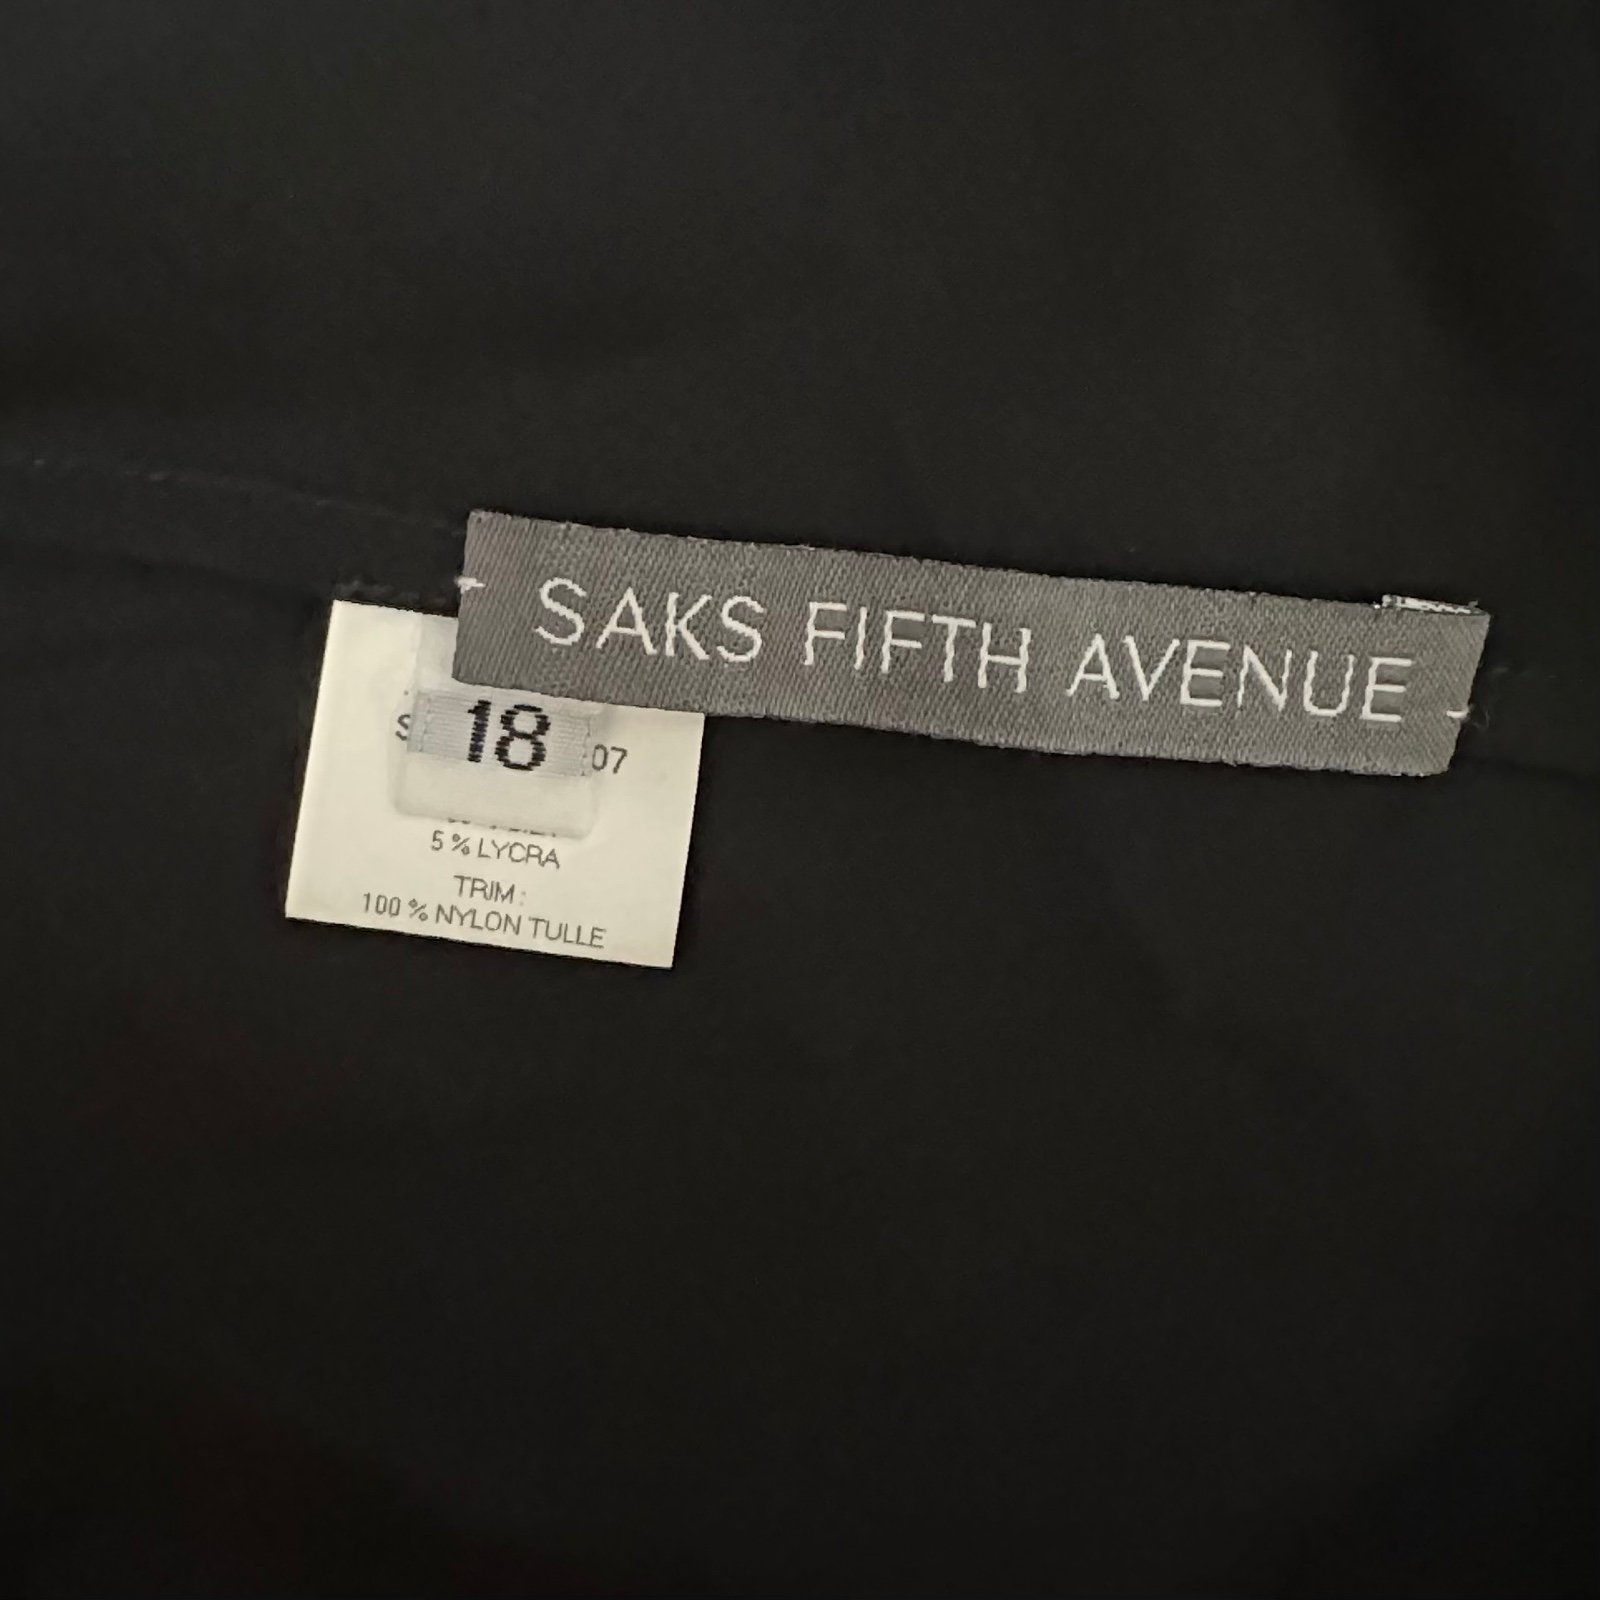 SAKS FIFTH AVENUE
18
07
5% LYCRA
TRIM:
100% NYLON TULLE